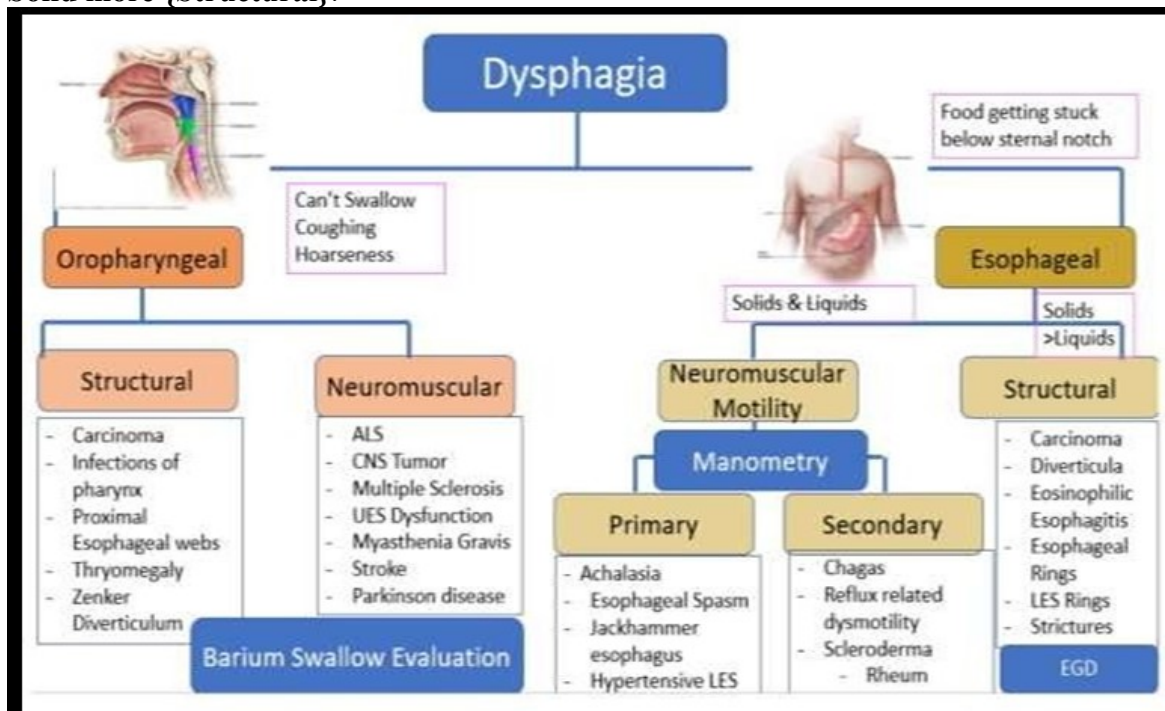 Solid more {Structural}.
Dysphagia
Food getting stuck
below sternal notch
Can't Swallow
Coughing
Hoarseness
Oropharyngeal
Esophageal
Solids & Liquids
Solids
>Liquids
Structural
Neuromuscular
Neuromuscular
Motility
Structural
- Carcinoma
- Infections of
pharynx
- Proximal
Esophageal webs
- Thryomegaly
- Zenker
Diverticulum
- ALS
- CNS Tumor
- Multiple Sclerosis
- UES Dysfunction
- Myasthenia Gravis
- Stroke
- Parkinson disease
Barium Swallow Evaluation
Manometry
Primary
Secondary
- Achalasia
- Esophageal Spasm
- Jackhammer
esophagus
- Hypertensive LES
- Chagas
- Reflux related
dysmotility
- Scleroderma
- Rheum
- Carcinoma
- Diverticula
- Eosinophilic
Esophagitis
- Esophageal
Rings
- LES Rings
- Strictures
EGD